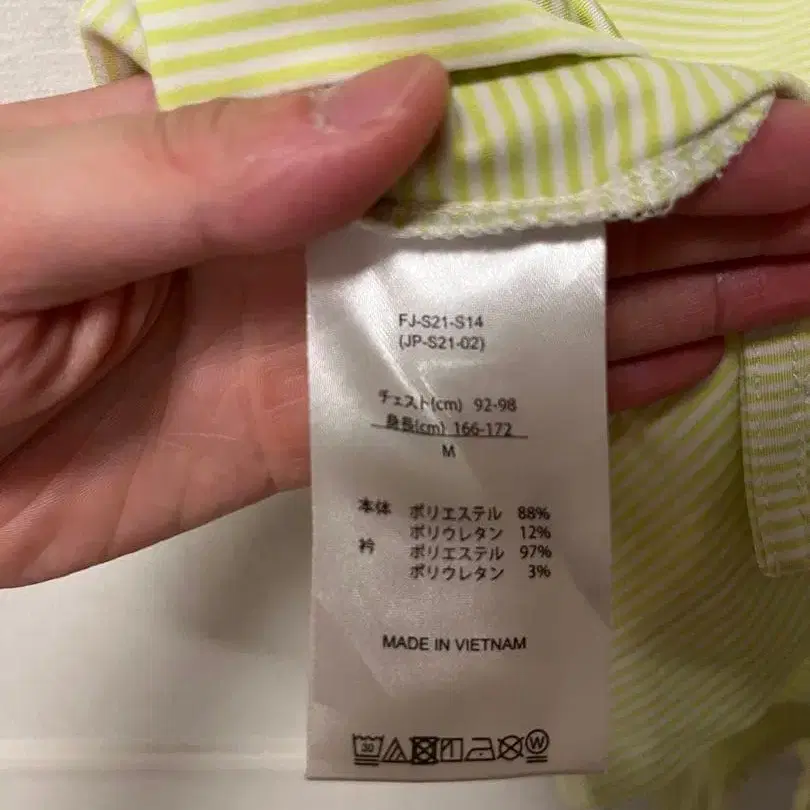 FJ-S21-S14
(JP-S21-02)
チェスト(cm) 92-98
身長(cm) 166-172
M
本体 ポリエステル 88%
ポリウレタン 12%
衿 ポリエステル 97%
ポリウレタン 3%
MADE IN VIETNAM
30 W